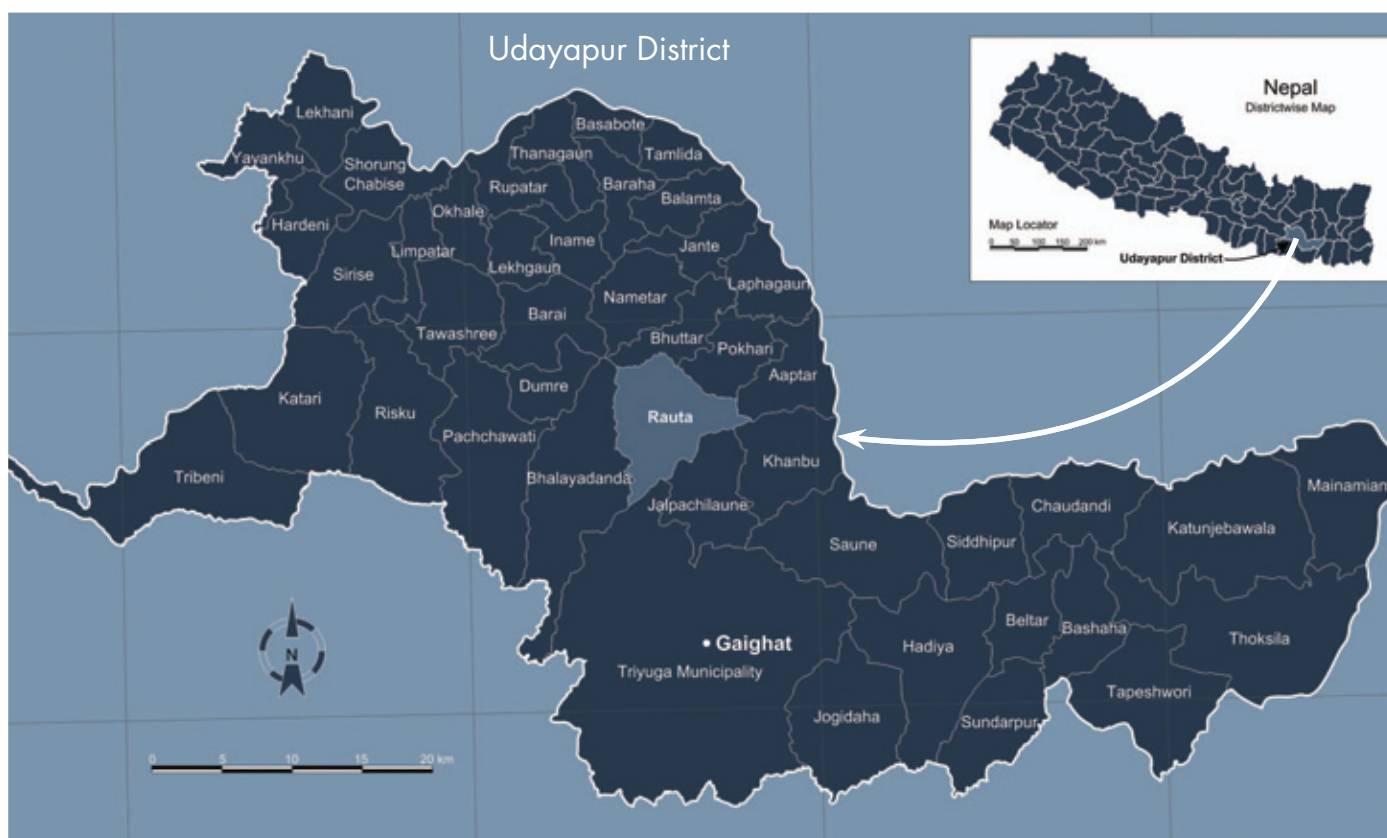 Udayapur District
Nepal
Districtwise Map
Map Locator
0 50 100 150 200 km
Udayapur District
Lekhani
Yayankhu
Shorung
Chabise
Hardeni
Basabote
Thanagaun
Tamlida
Rupatar
Baraha
Balamta
Okhale
Limpatar
Iname
Jante
Sirise
Lekhgaun
Laphagaun
Nametar
Barai
Tawashree
Bhuttar
Pokhari
Aaptar
Dumre
Katari
Risku
Rauta
Pachchawati
Khanbu
Tribeni
Bhalayadanda
Jalpachilaune
Mainamian
Chaudandi
Katunjebawala
Saune
Siddhipur
Beltar
Bashaha
Thoksila
Gaighat
Hadiya
Triyuga Municipality
Tapeshwori
Jogidaha
Sundarpur
N
0 5 10 15 20 km